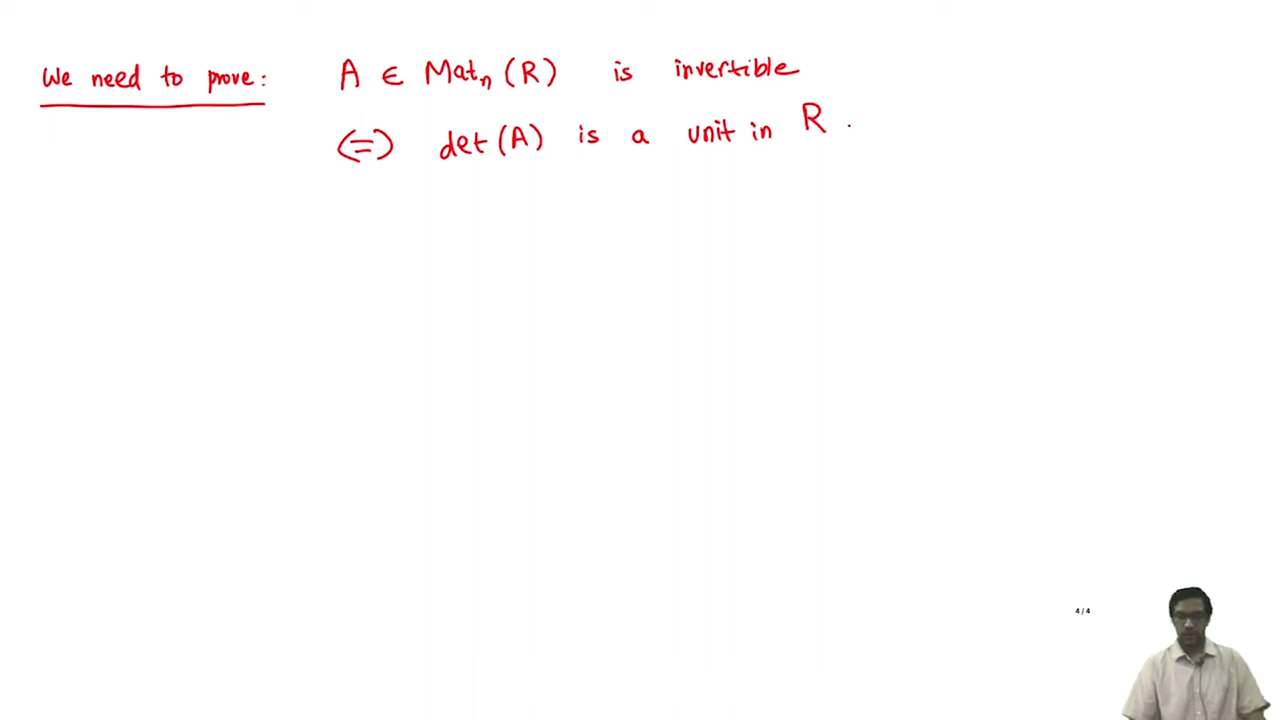 We need to prove: A ∈ Matₙ(R) is invertible
(=) det(A) is a unit in R.
4/4